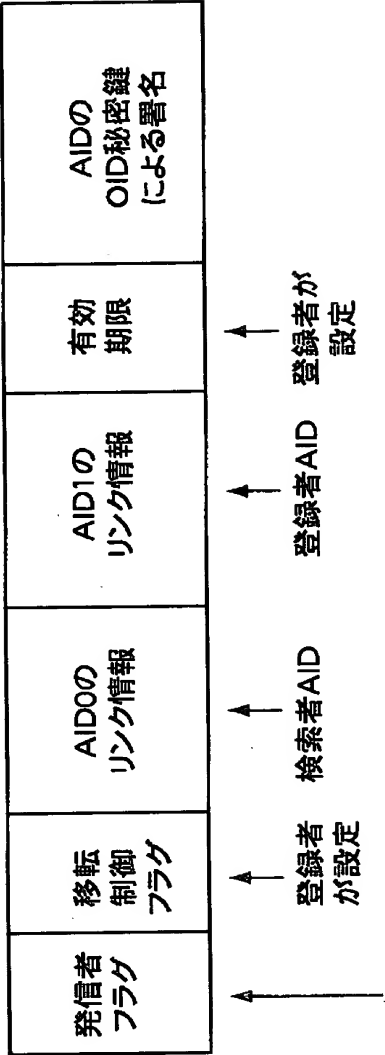 発信者
フラグ
移転
制御
フラグ
AID0の
リンク情報
AID1の
リンク情報
有効
期限
AIDの
OID秘密鍵
による署名
登録者
が設定
検索者AID
登録者AID
登録者が
設定